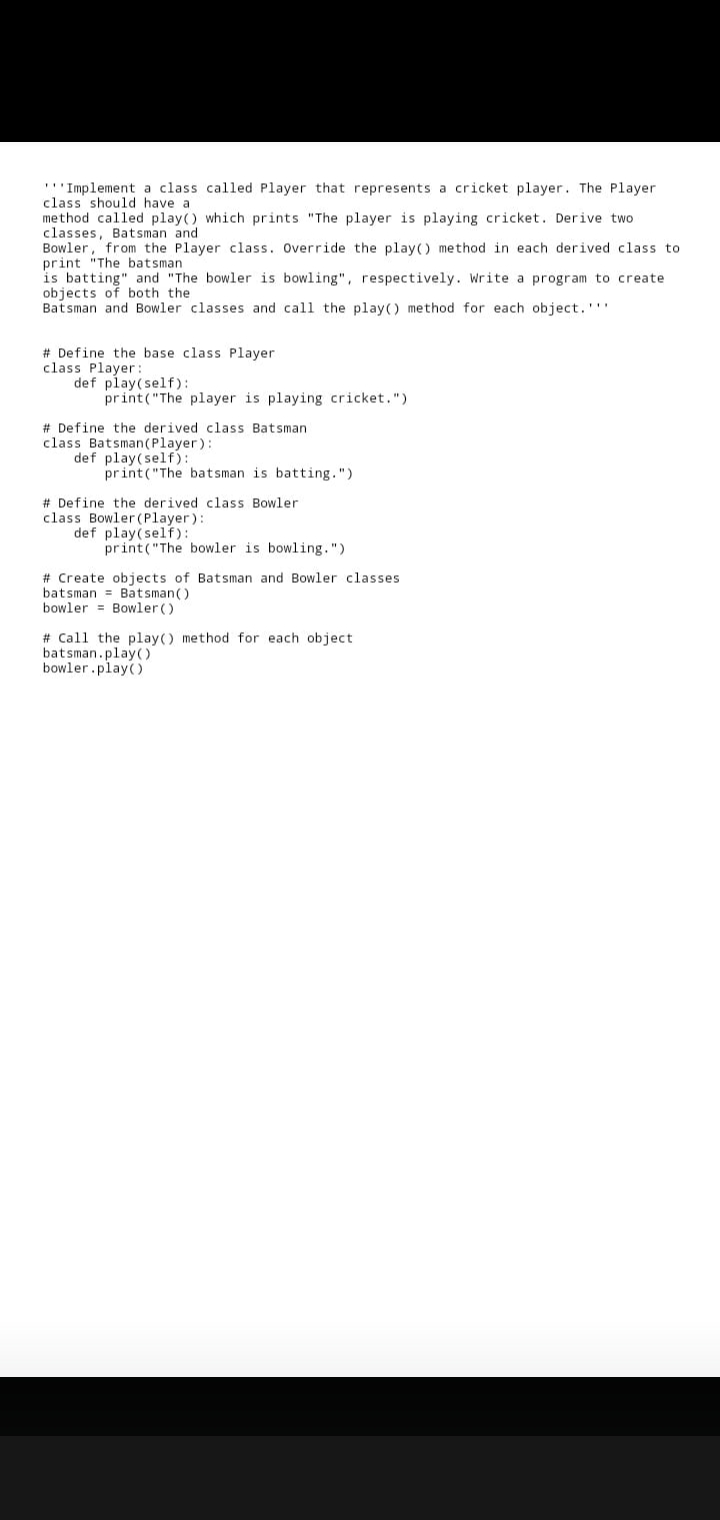 '''Implement a class called Player that represents a cricket player. The Player
class should have a
method called play() which prints "The player is playing cricket. Derive two
classes, Batsman and
Bowler, from the Player class. Override the play() method in each derived class to
print "The batsman
is batting" and "The bowler is bowling", respectively. Write a program to create
objects of both the
Batsman and Bowler classes and call the play() method for each object.'''
# Define the base class Player
class Player:
    def play(self):
        print("The player is playing cricket.")
# Define the derived class Batsman
class Batsman(Player):
    def play(self):
        print("The batsman is batting.")
# Define the derived class Bowler
class Bowler(Player):
    def play(self):
        print("The bowler is bowling.")
# Create objects of Batsman and Bowler classes
batsman = Batsman()
bowler = Bowler()
# Call the play() method for each object
batsman.play()
bowler.play()